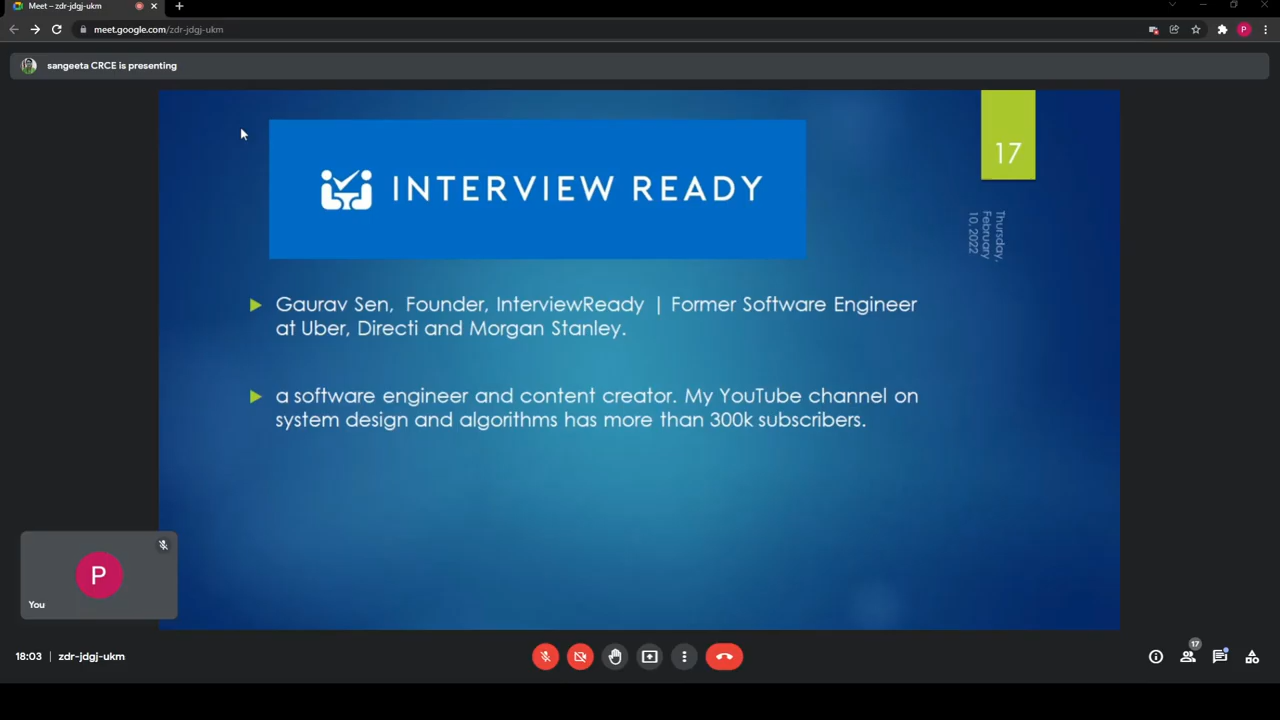 Meet – zdr-jdgj-ukm
meet.google.com/zdr-jdgj-ukm
P
sangeeta CRCE is presenting
INTERVIEW READY
17
Thursday,
February
10, 2022
Gaurav Sen, Founder, InterviewReady | Former Software Engineer
at Uber, Directi and Morgan Stanley.
a software engineer and content creator. My YouTube channel on
system design and algorithms has more than 300k subscribers.
P
You
18:03 | zdr-jdgj-ukm
17